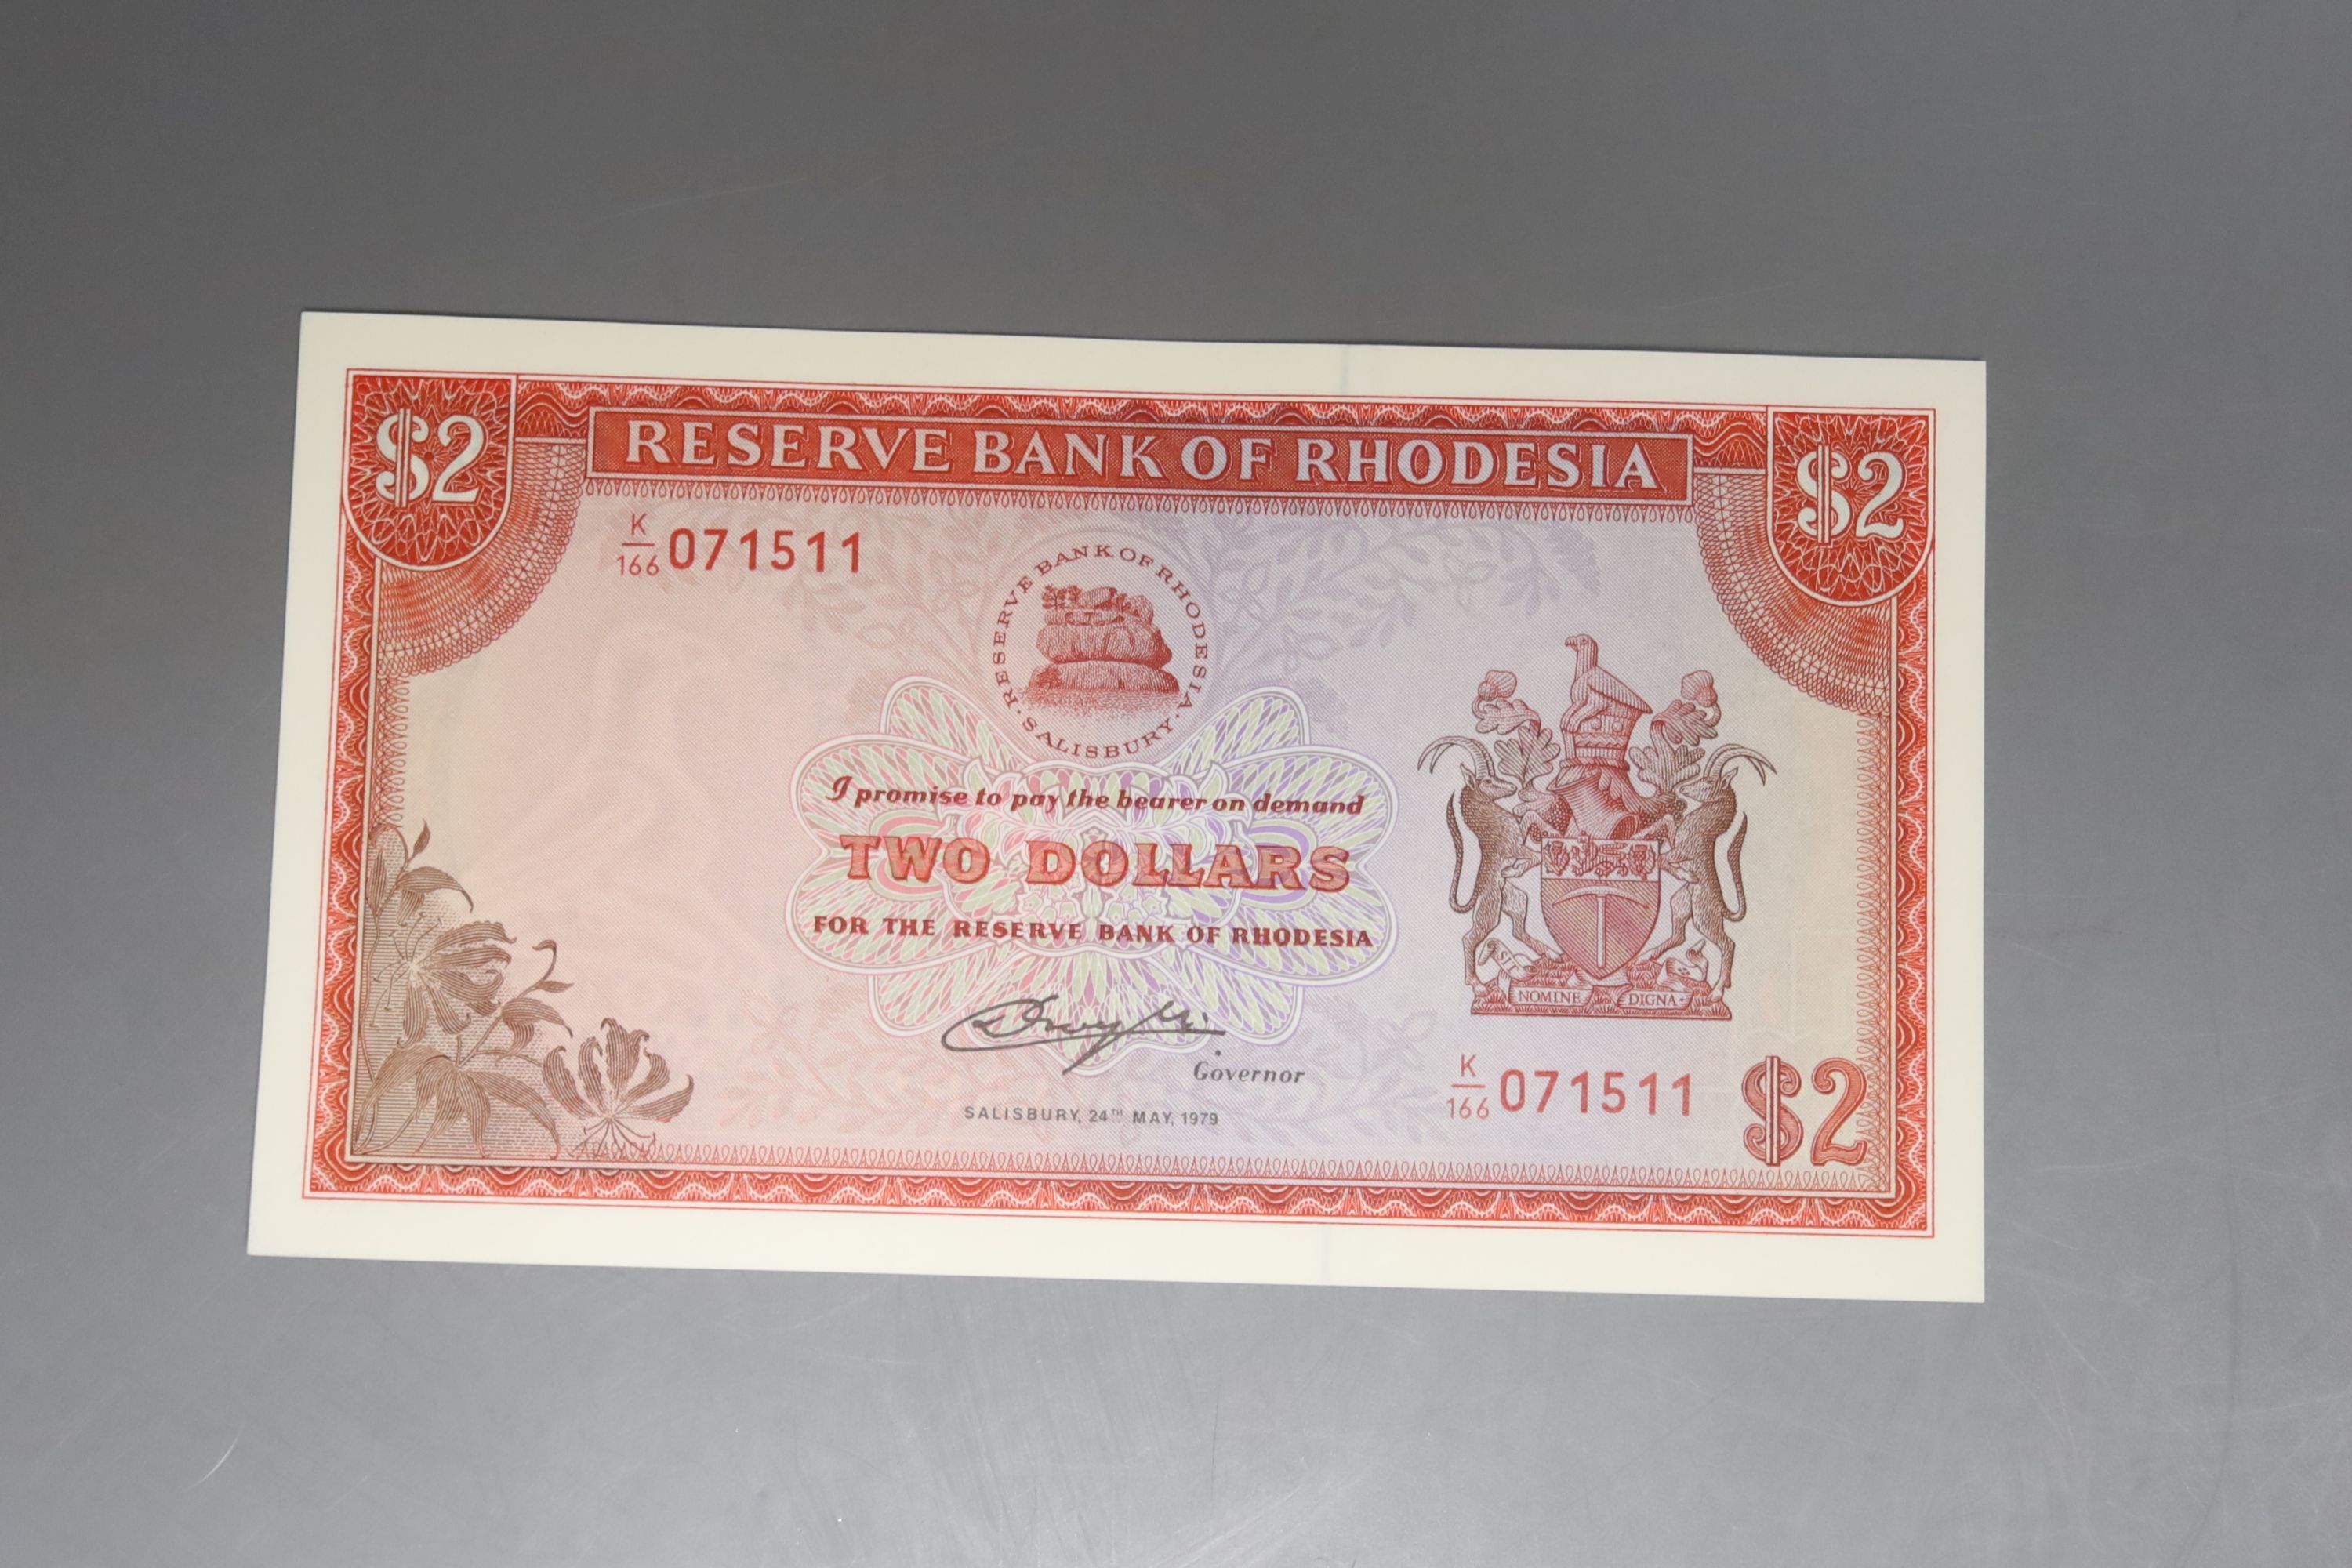 $2
RESERVE BANK OF RHODESIA
$2
K/166 071511
RESERVE BANK OF RHODESIA · SALISBURY ·
I promise to pay the bearer on demand
TWO DOLLARS
FOR THE RESERVE BANK OF RHODESIA
SIT
NOMINE DIGNA
Governor
SALISBURY, 24TH MAY, 1979
K/166 071511
$2